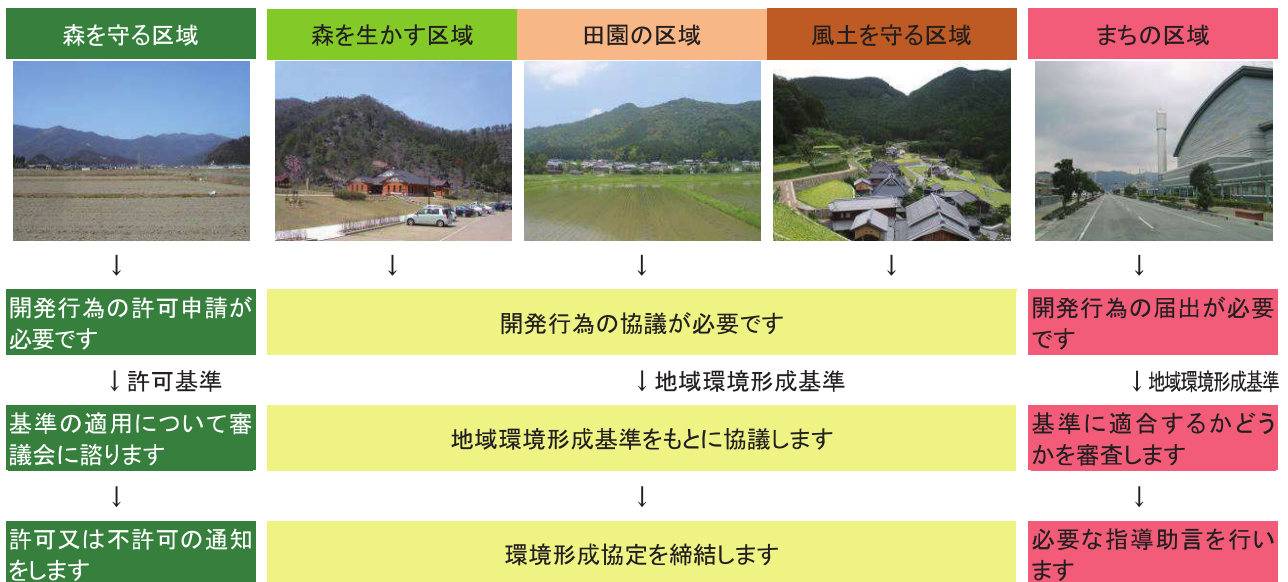 森を守る区域
森を生かす区域
田園の区域
風土を守る区域
まちの区域
↓
↓
↓
↓
↓
開発行為の許可申請が
必要です
開発行為の協議が必要です
開発行為の届出が必要
です
↓許可基準
↓地域環境形成基準
↓地域環境形成基準
基準の適用について審
議会に諮ります
地域環境形成基準をもとに協議します
基準に適合するかどう
かを審査します
↓
↓
↓
許可又は不許可の通知
をします
環境形成協定を締結します
必要な指導助言を行い
ます